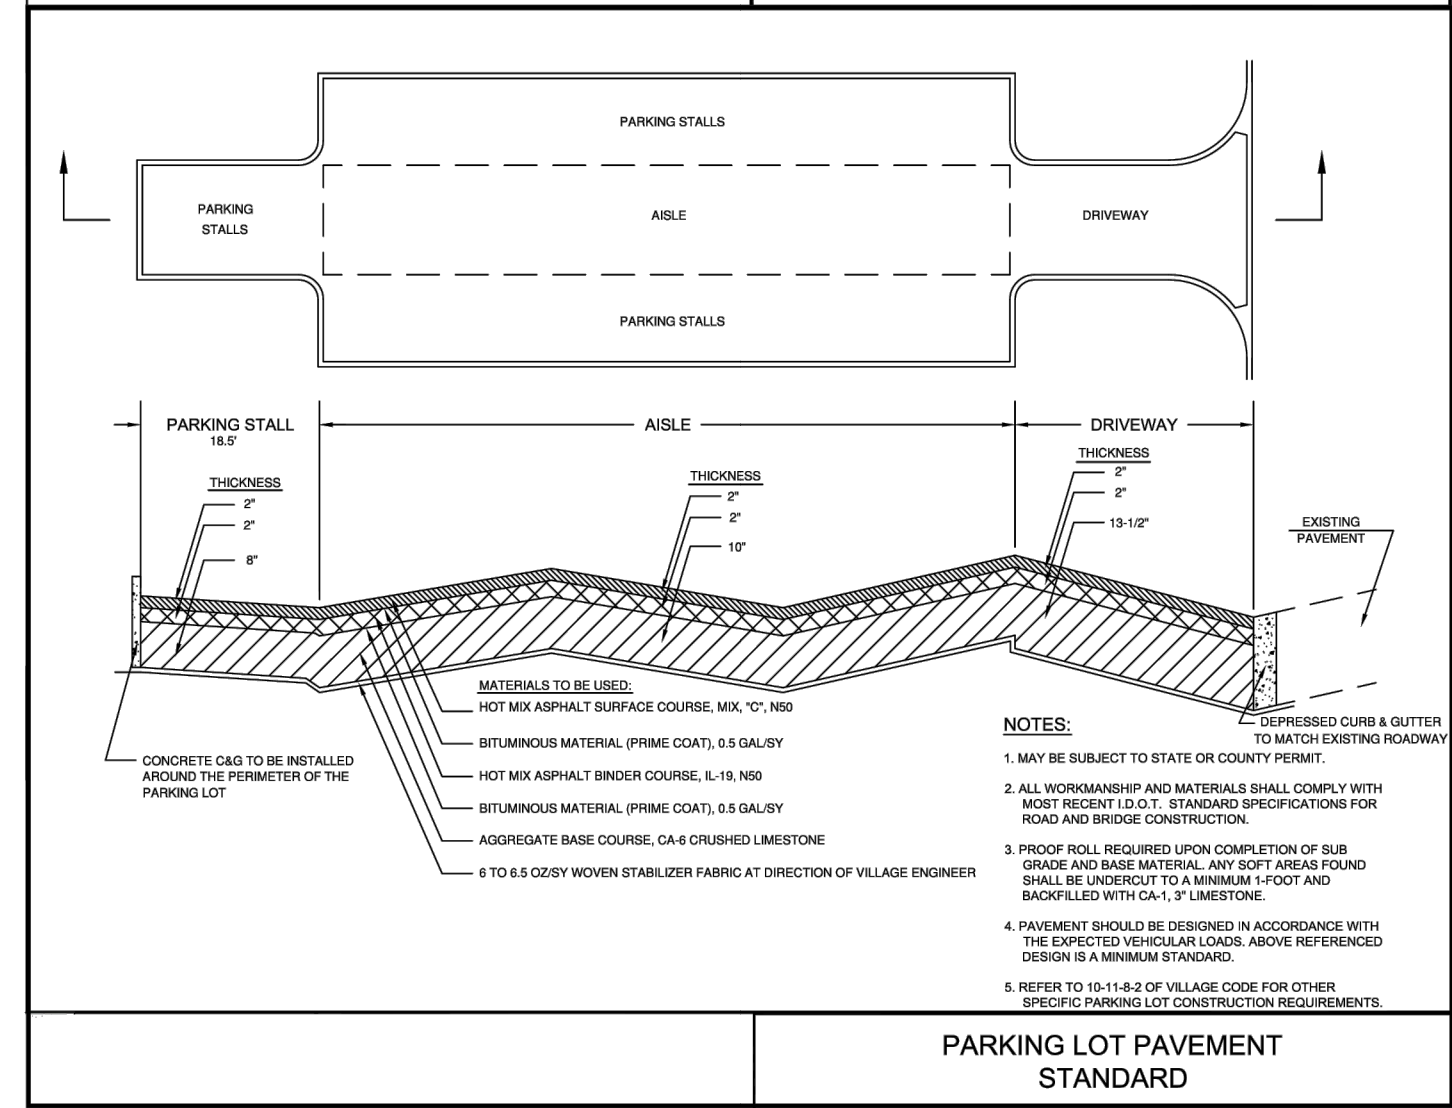 PARKING STALLS
PARKING
STALLS
AISLE
DRIVEWAY
PARKING STALLS
PARKING STALL
18.5'
AISLE
DRIVEWAY
THICKNESS
2"
2"
8"
THICKNESS
2"
2"
10"
THICKNESS
2"
2"
13-1/2"
EXISTING
PAVEMENT
MATERIALS TO BE USED:
HOT MIX ASPHALT SURFACE COURSE, MIX, "C", N50
BITUMINOUS MATERIAL (PRIME COAT), 0.5 GAL/SY
HOT MIX ASPHALT BINDER COURSE, IL-19, N50
BITUMINOUS MATERIAL (PRIME COAT), 0.5 GAL/SY
AGGREGATE BASE COURSE, CA-6 CRUSHED LIMESTONE
6 TO 6.5 OZ/SY WOVEN STABILIZER FABRIC AT DIRECTION OF VILLAGE ENGINEER
CONCRETE C&G TO BE INSTALLED
AROUND THE PERIMETER OF THE
PARKING LOT
DEPRESSED CURB & GUTTER
TO MATCH EXISTING ROADWAY
NOTES:
1. MAY BE SUBJECT TO STATE OR COUNTY PERMIT.
2. ALL WORKMANSHIP AND MATERIALS SHALL COMPLY WITH
MOST RECENT I.D.O.T. STANDARD SPECIFICATIONS FOR
ROAD AND BRIDGE CONSTRUCTION.
3. PROOF ROLL REQUIRED UPON COMPLETION OF SUB
GRADE AND BASE MATERIAL. ANY SOFT AREAS FOUND
SHALL BE UNDERCUT TO A MINIMUM 1-FOOT AND
BACKFILLED WITH CA-1, 3" LIMESTONE.
4. PAVEMENT SHOULD BE DESIGNED IN ACCORDANCE WITH
THE EXPECTED VEHICULAR LOADS. ABOVE REFERENCED
DESIGN IS A MINIMUM STANDARD.
5. REFER TO 10-11-8-2 OF VILLAGE CODE FOR OTHER
SPECIFIC PARKING LOT CONSTRUCTION REQUIREMENTS.
PARKING LOT PAVEMENT
STANDARD